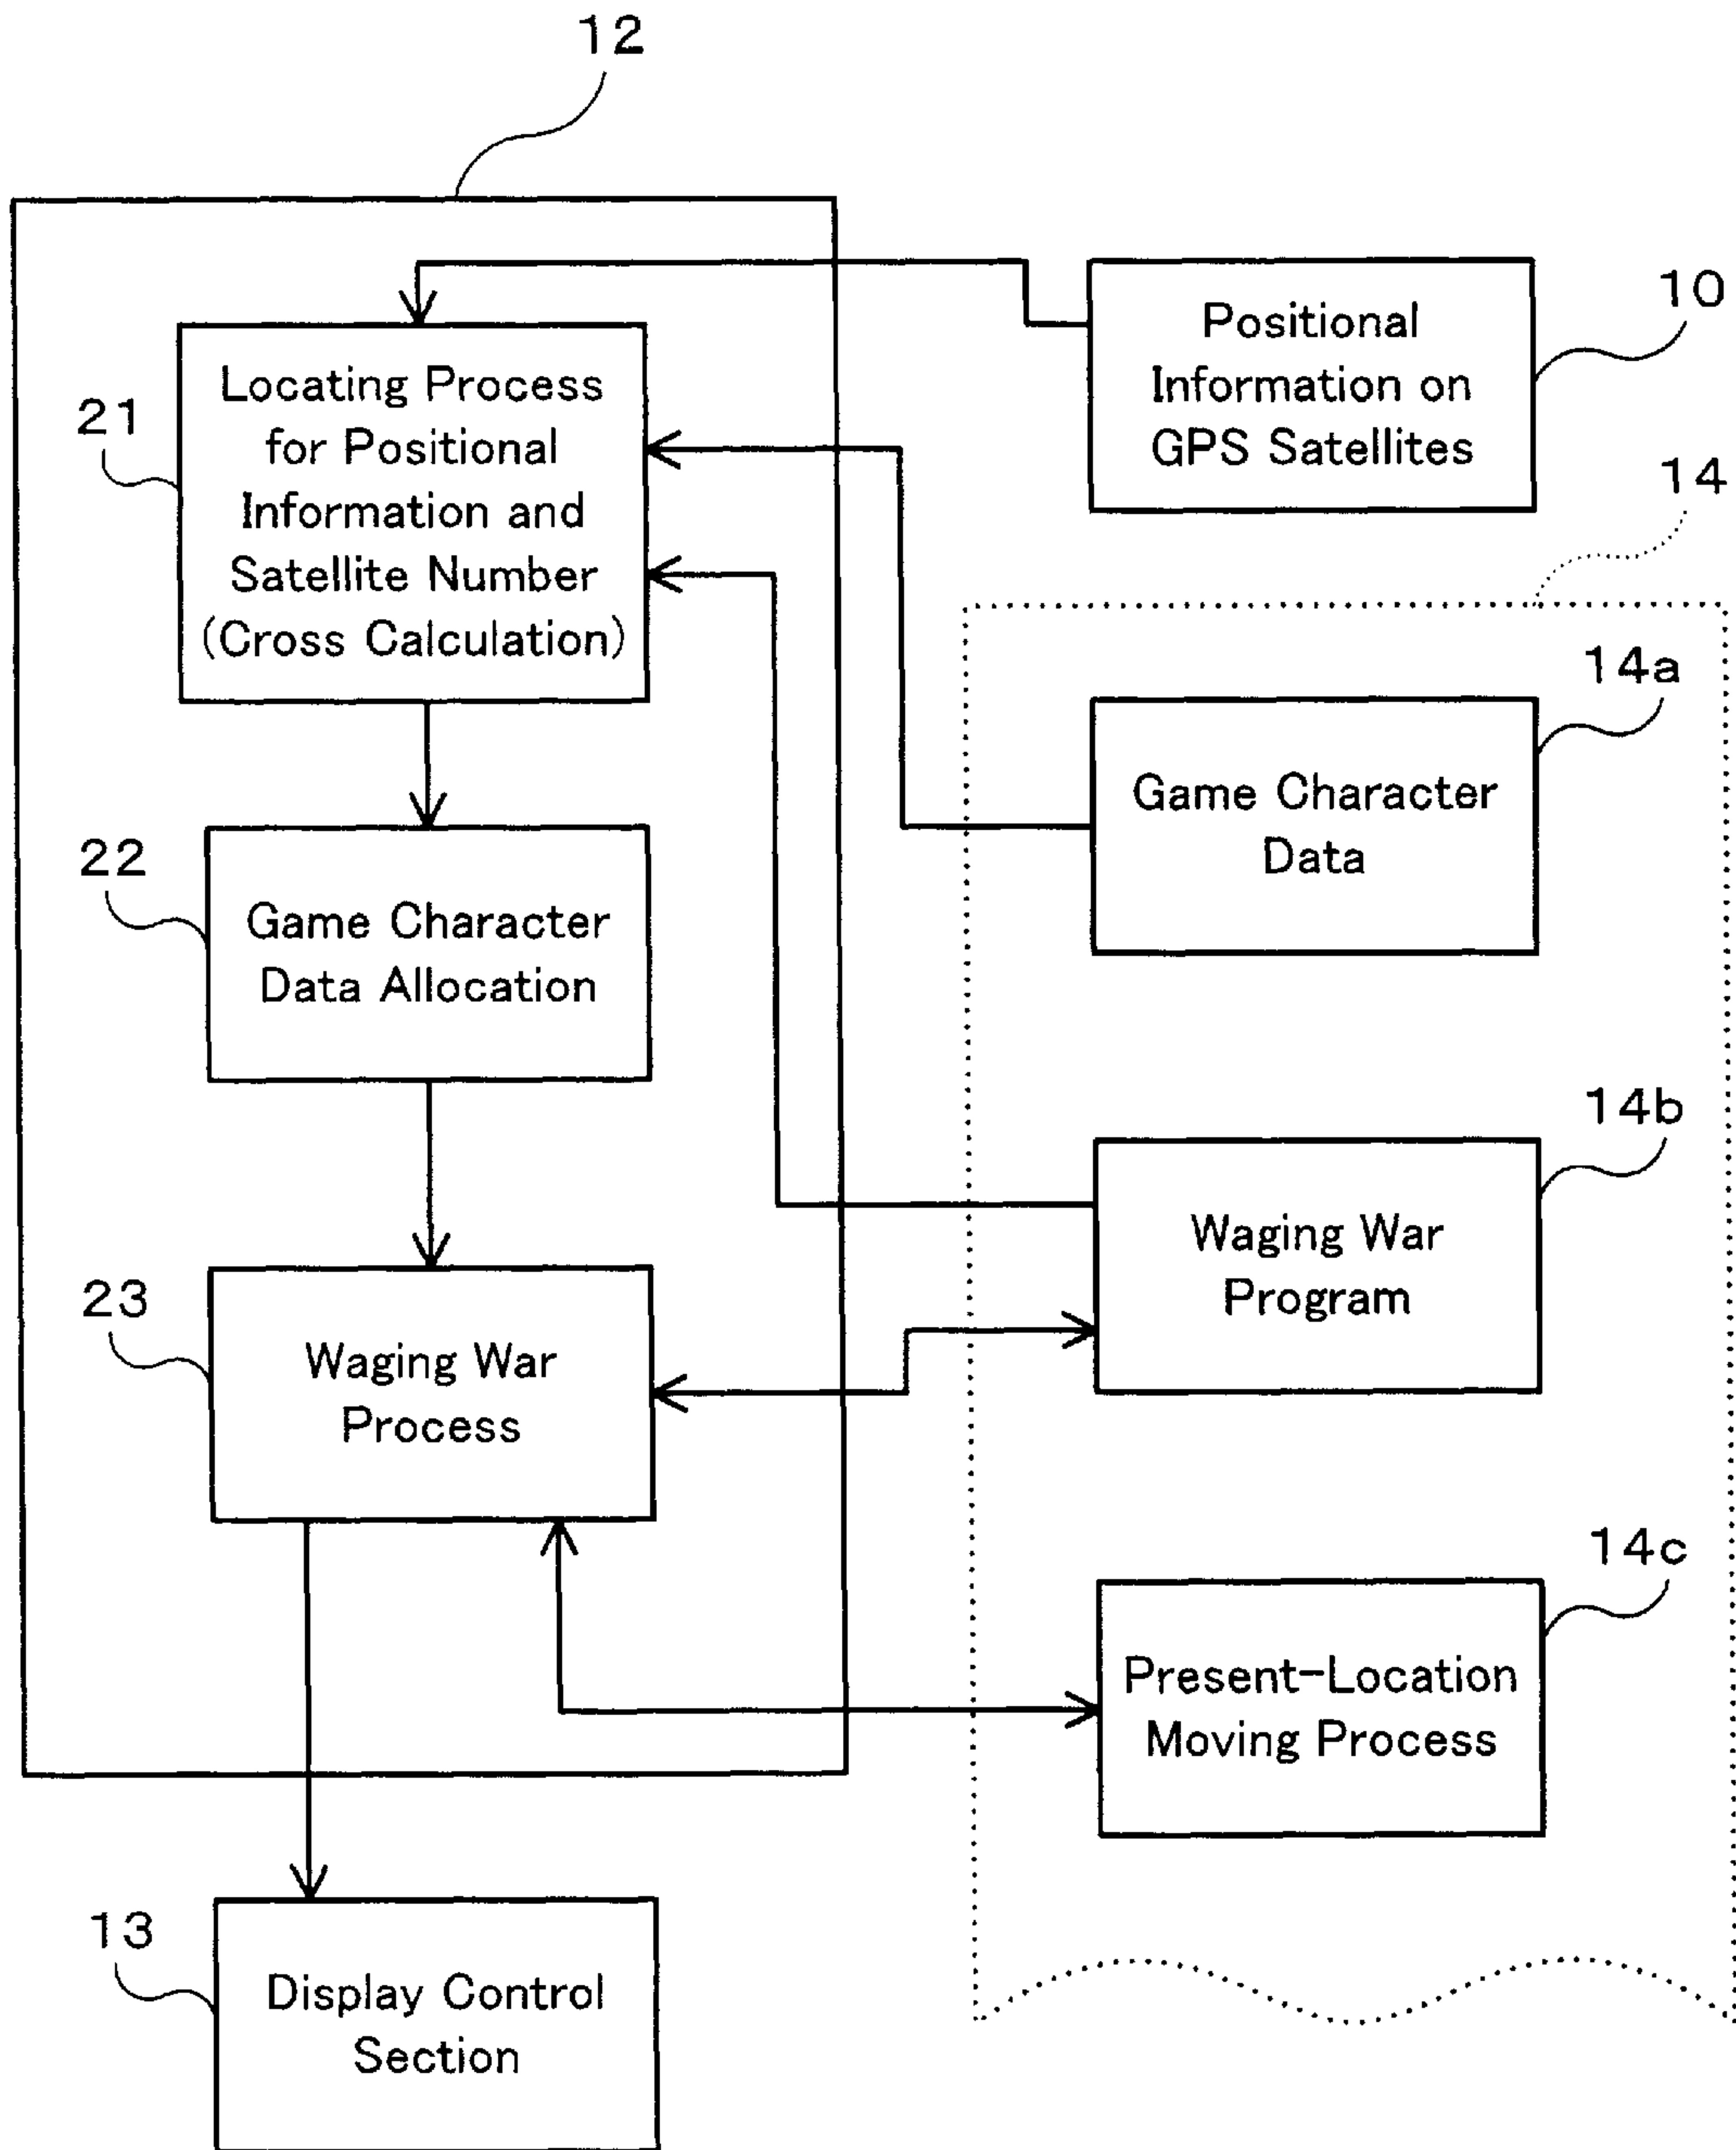 12
Positional
Information on
GPS Satellites
10
Locating Process
for Positional
Information and
Satellite Number
(Cross Calculation)
21
14
Game Character
Data
14a
22
Game Character
Data Allocation
Waging War
Program
14b
23
Waging War
Process
Present-Location
Moving Process
14c
13
Display Control
Section